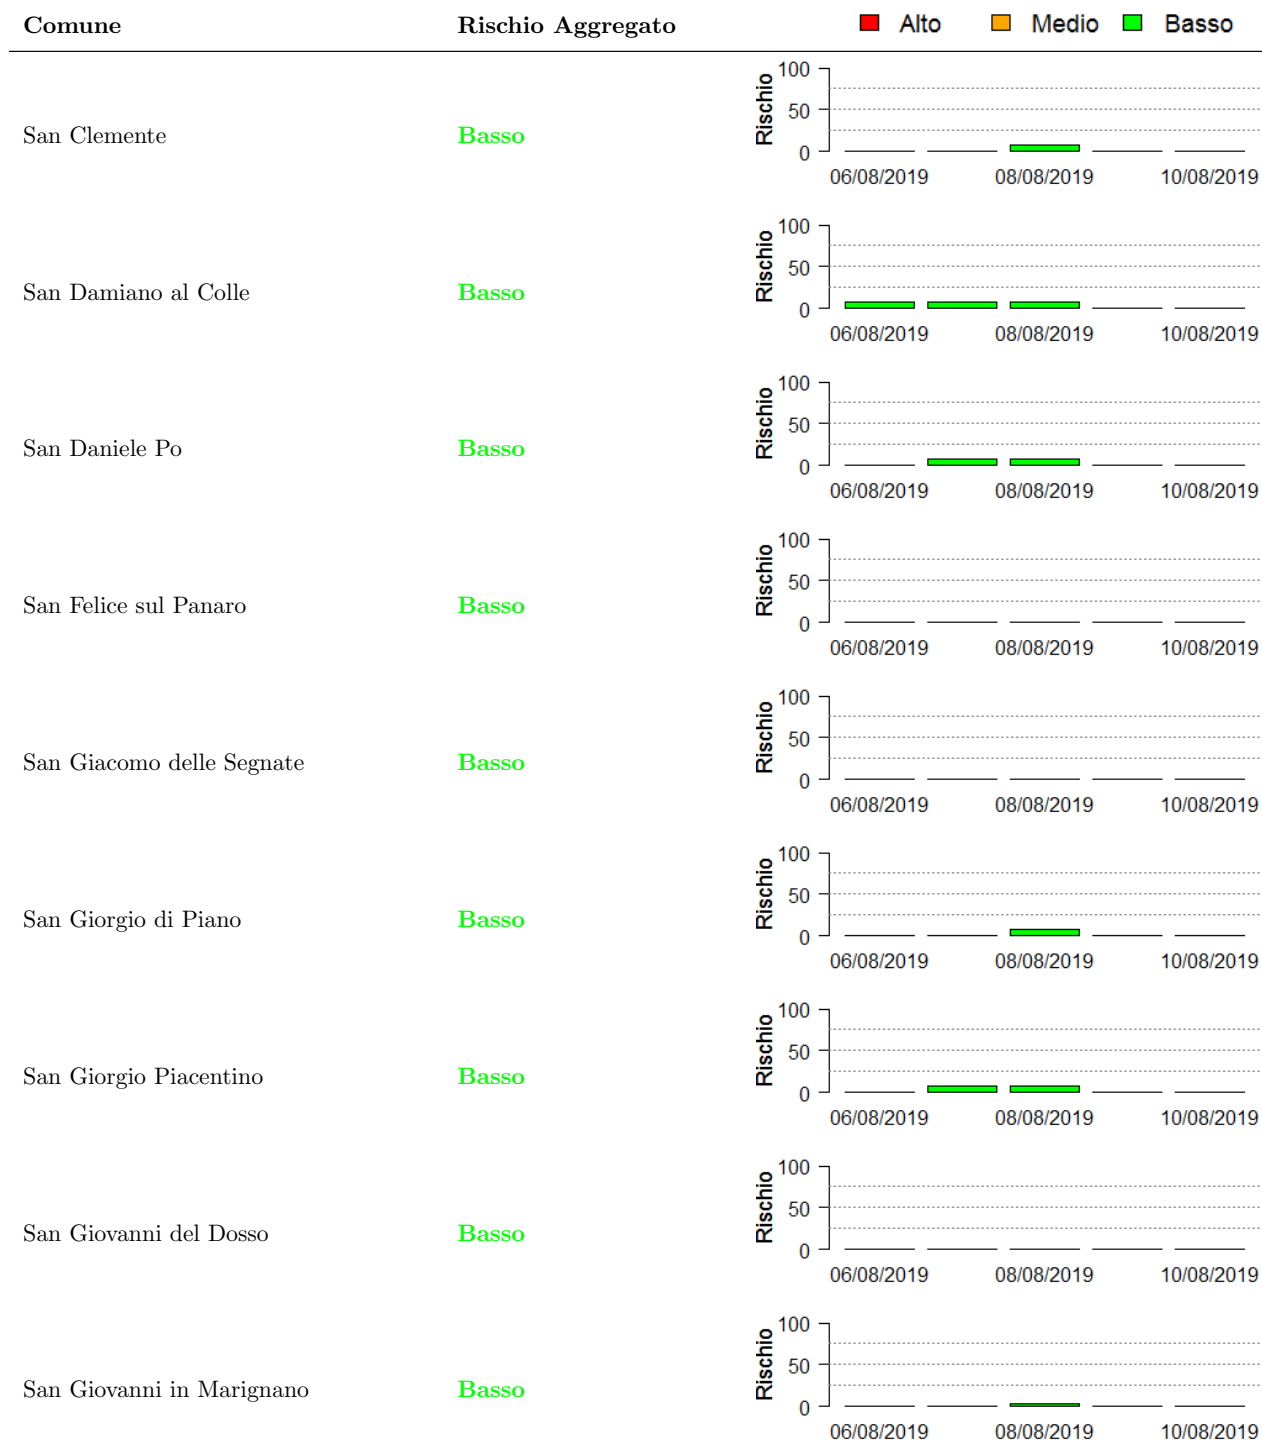 Comune Rischio Aggregato Alto Medio Basso
San Clemente Basso
Rischio
100
50
0
06/08/2019 08/08/2019 10/08/2019
San Damiano al Colle Basso
Rischio
100
50
0
06/08/2019 08/08/2019 10/08/2019
San Daniele Po Basso
Rischio
100
50
0
06/08/2019 08/08/2019 10/08/2019
San Felice sul Panaro Basso
Rischio
100
50
0
06/08/2019 08/08/2019 10/08/2019
San Giacomo delle Segnate Basso
Rischio
100
50
0
06/08/2019 08/08/2019 10/08/2019
San Giorgio di Piano Basso
Rischio
100
50
0
06/08/2019 08/08/2019 10/08/2019
San Giorgio Piacentino Basso
Rischio
100
50
0
06/08/2019 08/08/2019 10/08/2019
San Giovanni del Dosso Basso
Rischio
100
50
0
06/08/2019 08/08/2019 10/08/2019
San Giovanni in Marignano Basso
Rischio
100
50
0
06/08/2019 08/08/2019 10/08/2019